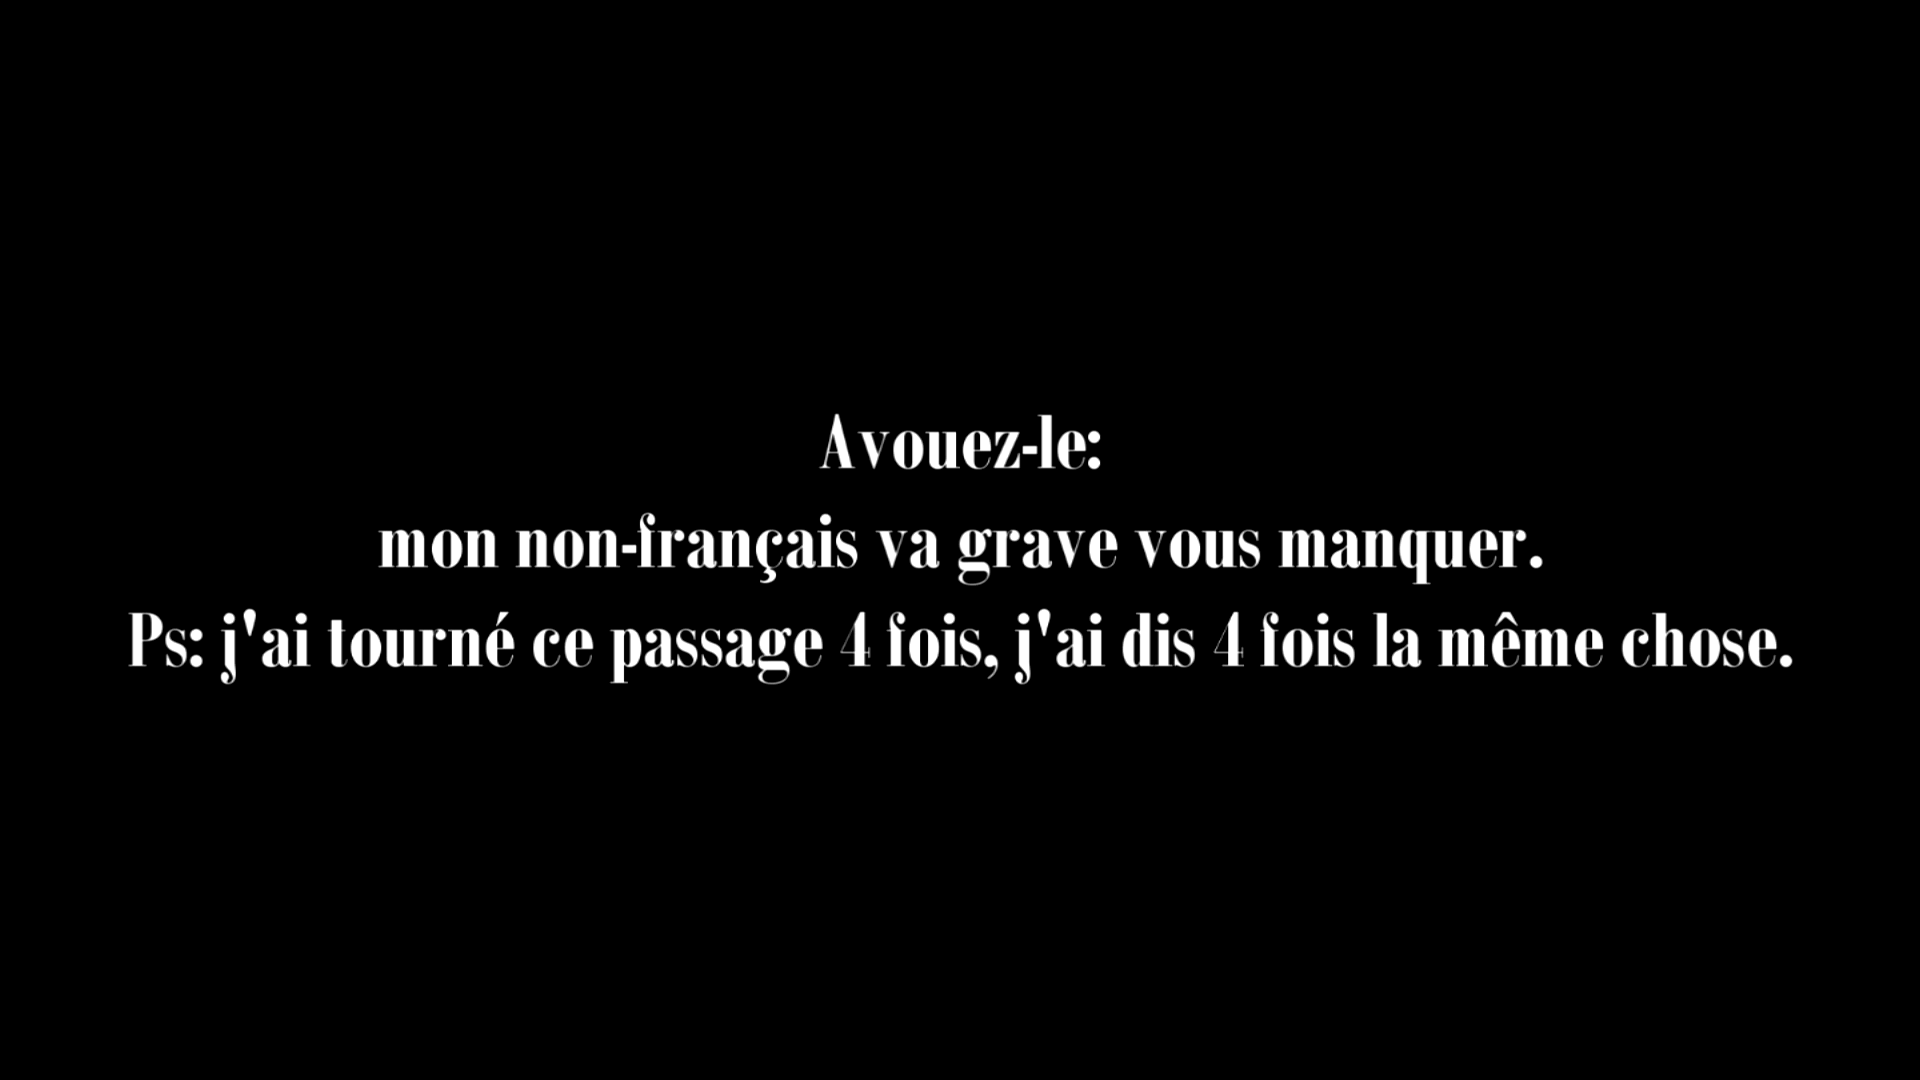 Avouez-le:
mon non-français va grave vous manquer.
Ps: j'ai tourné ce passage 4 fois, j'ai dis 4 fois la même chose.